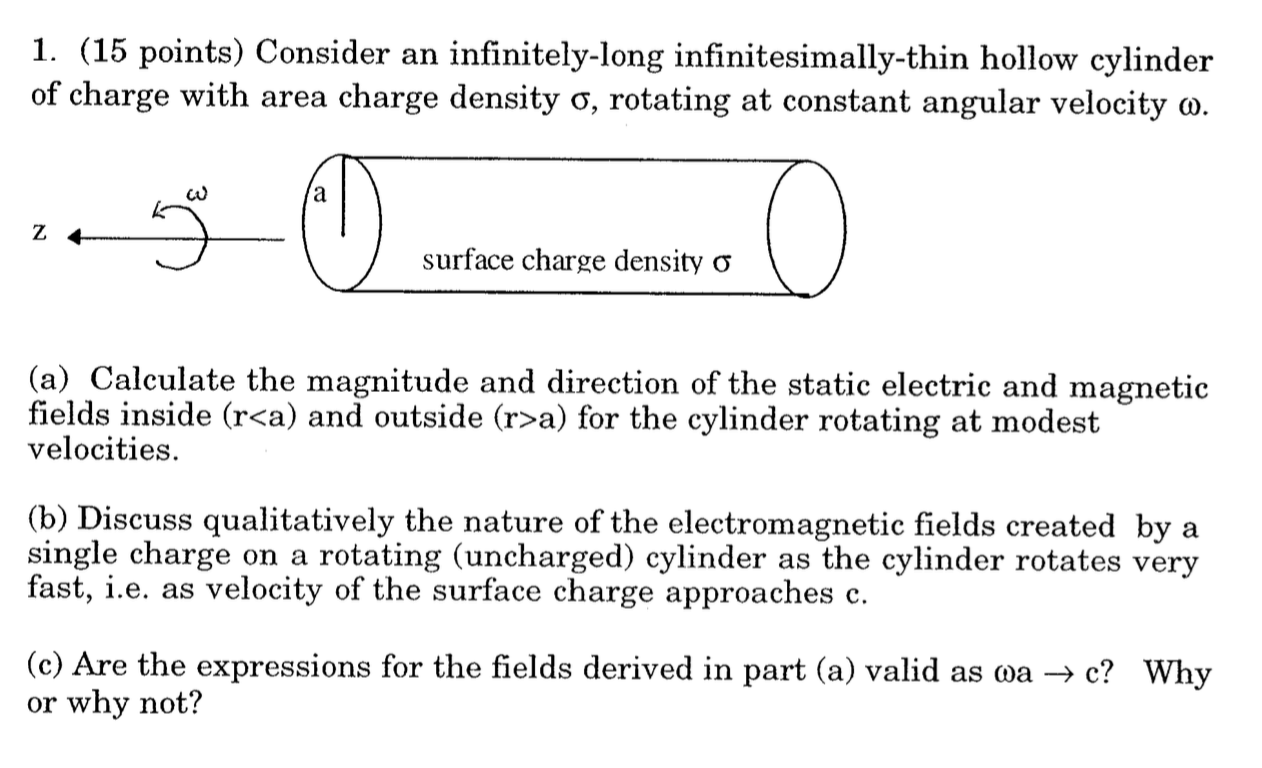 1. (15 points) Consider an infinitely-long infinitesimally-thin hollow cylinder
of charge with area charge density σ, rotating at constant angular velocity ω.
ω
a
z
surface charge density σ
(a) Calculate the magnitude and direction of the static electric and magnetic
fields inside (r<a) and outside (r>a) for the cylinder rotating at modest
velocities.
(b) Discuss qualitatively the nature of the electromagnetic fields created by a
single charge on a rotating (uncharged) cylinder as the cylinder rotates very
fast, i.e. as velocity of the surface charge approaches c.
(c) Are the expressions for the fields derived in part (a) valid as ωa → c? Why
or why not?